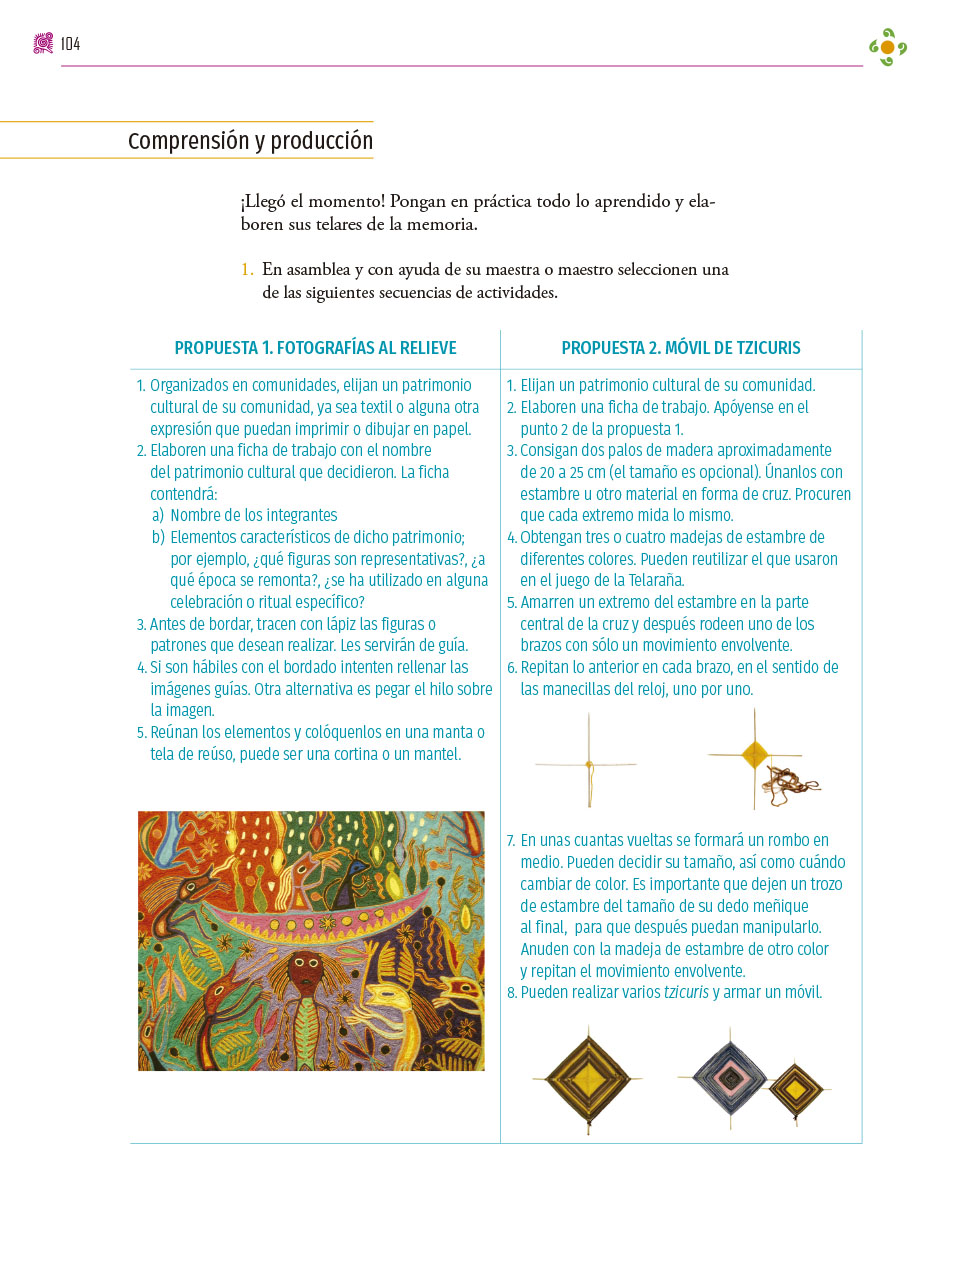 104
Comprensión y producción
¡Llegó el momento! Pongan en práctica todo lo aprendido y ela-
boren sus telares de la memoria.
1. En asamblea y con ayuda de su maestra o maestro seleccionen una
de las siguientes secuencias de actividades.
PROPUESTA 1. FOTOGRAFÍAS AL RELIEVE
1. Organizados en comunidades, elijan un patrimonio
cultural de su comunidad, ya sea textil o alguna otra
expresión que puedan imprimir o dibujar en papel.
2. Elaboren una ficha de trabajo con el nombre
del patrimonio cultural que decidieron. La ficha
contendrá:
a) Nombre de los integrantes
b) Elementos característicos de dicho patrimonio;
por ejemplo, ¿qué figuras son representativas?, ¿a
qué época se remonta?, ¿se ha utilizado en alguna
celebración o ritual específico?
3. Antes de bordar, tracen con lápiz las figuras o
patrones que desean realizar. Les servirán de guía.
4. Si son hábiles con el bordado intenten rellenar las
imágenes guías. Otra alternativa es pegar el hilo sobre
la imagen.
5. Reúnan los elementos y colóquenlos en una manta o
tela de reúso, puede ser una cortina o un mantel.
PROPUESTA 2. MÓVIL DE TZICURIS
1. Elijan un patrimonio cultural de su comunidad.
2. Elaboren una ficha de trabajo. Apóyense en el
punto 2 de la propuesta 1.
3. Consigan dos palos de madera aproximadamente
de 20 a 25 cm (el tamaño es opcional). Únanlos con
estambre u otro material en forma de cruz. Procuren
que cada extremo mida lo mismo.
4. Obtengan tres o cuatro madejas de estambre de
diferentes colores. Pueden reutilizar el que usaron
en el juego de la Telaraña.
5. Amarren un extremo del estambre en la parte
central de la cruz y después rodeen uno de los
brazos con sólo un movimiento envolvente.
6. Repitan lo anterior en cada brazo, en el sentido de
las manecillas del reloj, uno por uno.
7. En unas cuantas vueltas se formará un rombo en
medio. Pueden decidir su tamaño, así como cuándo
cambiar de color. Es importante que dejen un trozo
de estambre del tamaño de su dedo meñique
al final, para que después puedan manipularlo.
Anuden con la madeja de estambre de otro color
y repitan el movimiento envolvente.
8. Pueden realizar varios tzicuris y armar un móvil.